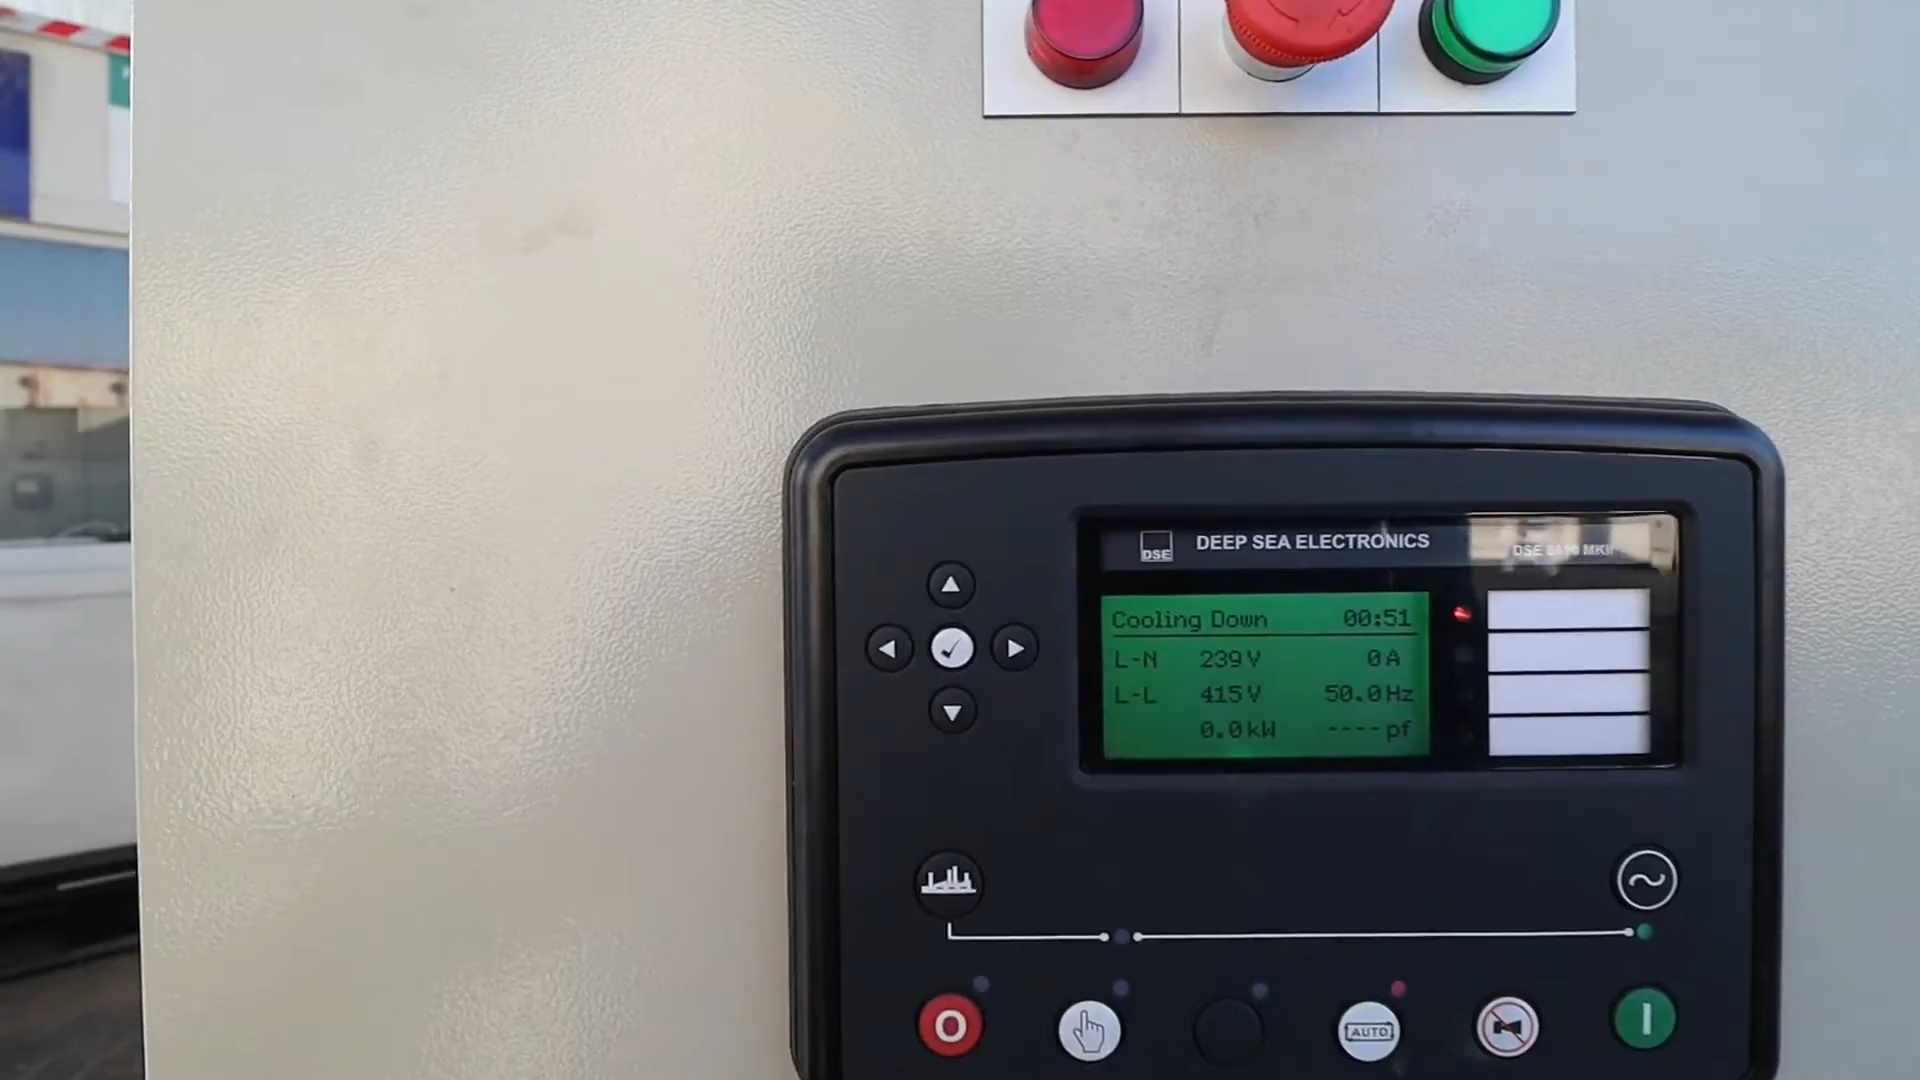 DSE DEEP SEA ELECTRONICS
Cooling Down 00:51
L-N 239V 0A
L-L 415V 50.0Hz
0.0kW ----pf
O AUTO I